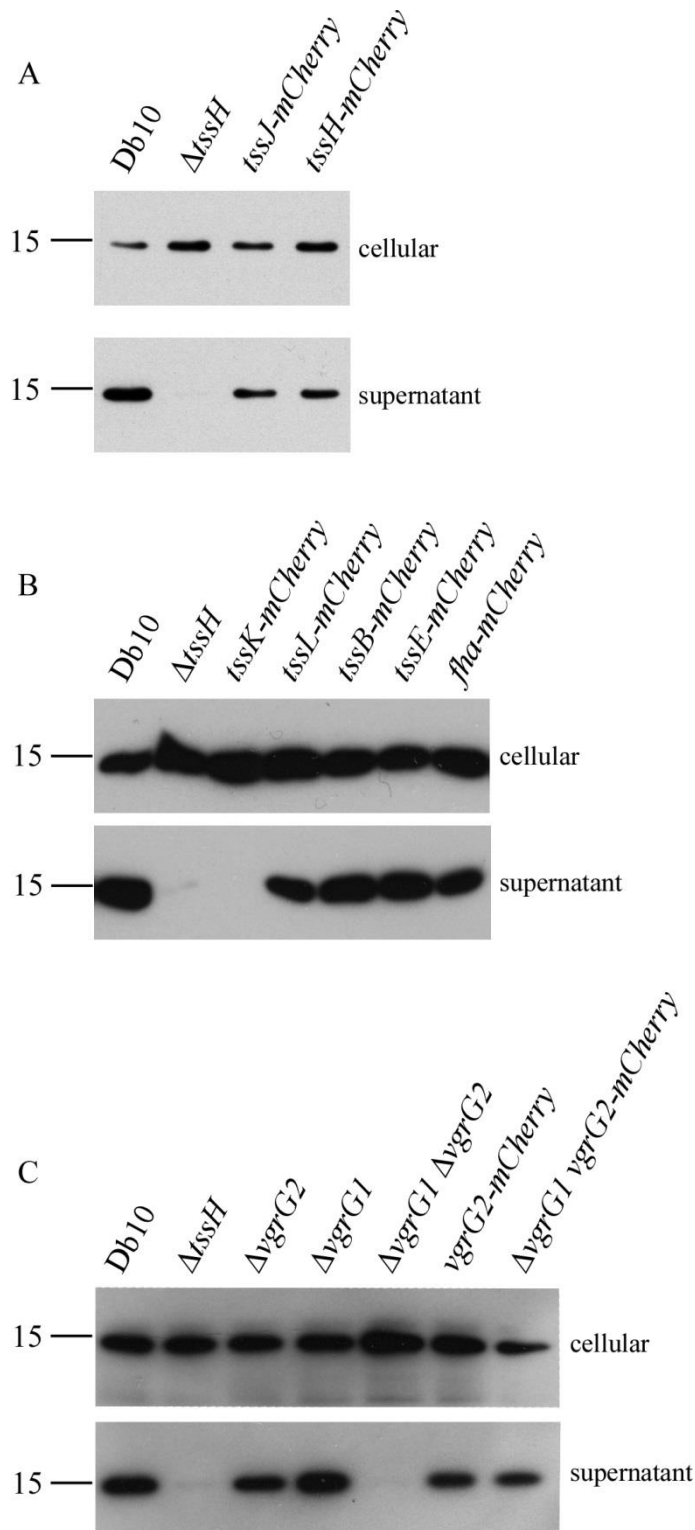 A
Db10
ΔtssH
tssJ-mCherry
tssH-mCherry
15
cellular
15
supernatant
B
Db10
ΔtssH
tssK-mCherry
tssL-mCherry
tssB-mCherry
tssE-mCherry
fha-mCherry
15
cellular
15
supernatant
C
Db10
ΔtssH
ΔvgrG2
ΔvgrG1
ΔvgrG1 ΔvgrG2
vgrG2-mCherry
ΔvgrG1 vgrG2-mCherry
15
cellular
15
supernatant